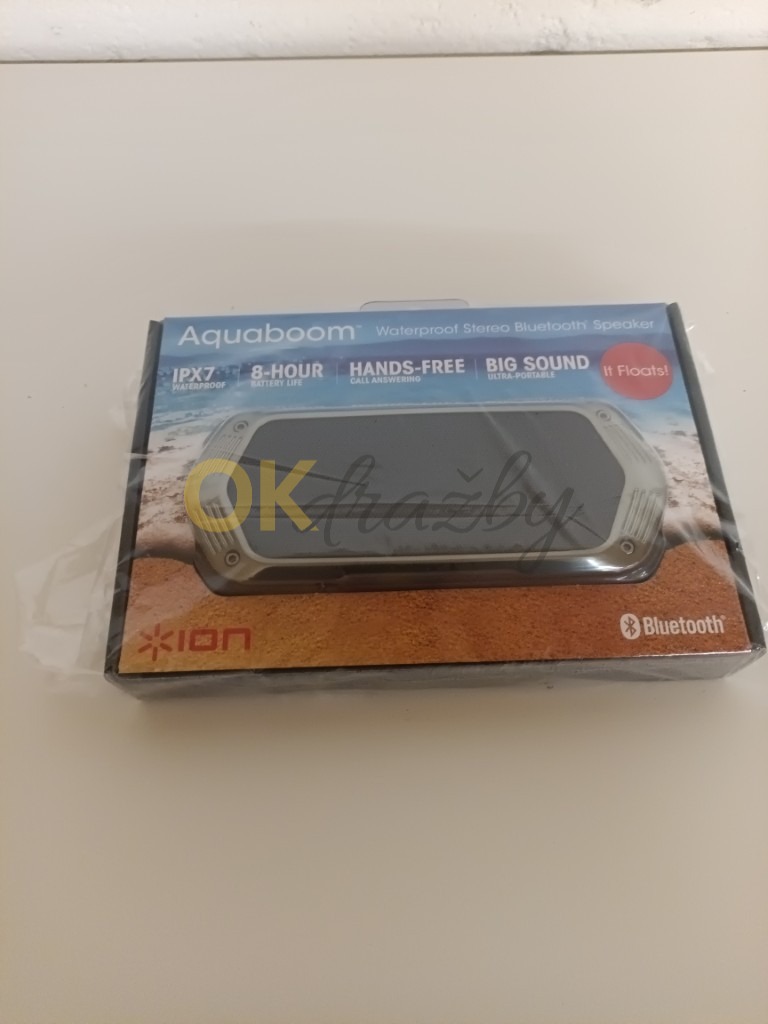 Aquaboom™ Waterproof Stereo Bluetooth® Speaker
IPX7 WATERPROOF
8-HOUR BATTERY LIFE
HANDS-FREE CALL ANSWERING
BIG SOUND ULTRA-PORTABLE
It Floats!
OKdražby
ION
Bluetooth®